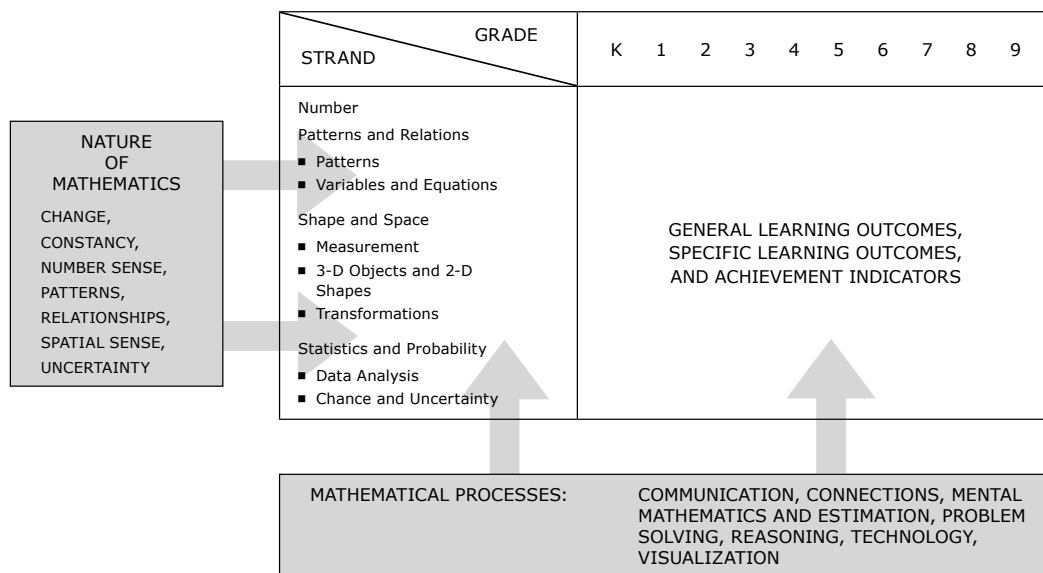 GRADE
STRAND
K 1 2 3 4 5 6 7 8 9
Number
Patterns and Relations
▪ Patterns
▪ Variables and Equations
Shape and Space
▪ Measurement
▪ 3-D Objects and 2-D
Shapes
▪ Transformations
Statistics and Probability
▪ Data Analysis
▪ Chance and Uncertainty
NATURE
OF
MATHEMATICS
CHANGE,
CONSTANCY,
NUMBER SENSE,
PATTERNS,
RELATIONSHIPS,
SPATIAL SENSE,
UNCERTAINTY
GENERAL LEARNING OUTCOMES,
SPECIFIC LEARNING OUTCOMES,
AND ACHIEVEMENT INDICATORS
MATHEMATICAL PROCESSES:
COMMUNICATION, CONNECTIONS, MENTAL
MATHEMATICS AND ESTIMATION, PROBLEM
SOLVING, REASONING, TECHNOLOGY,
VISUALIZATION